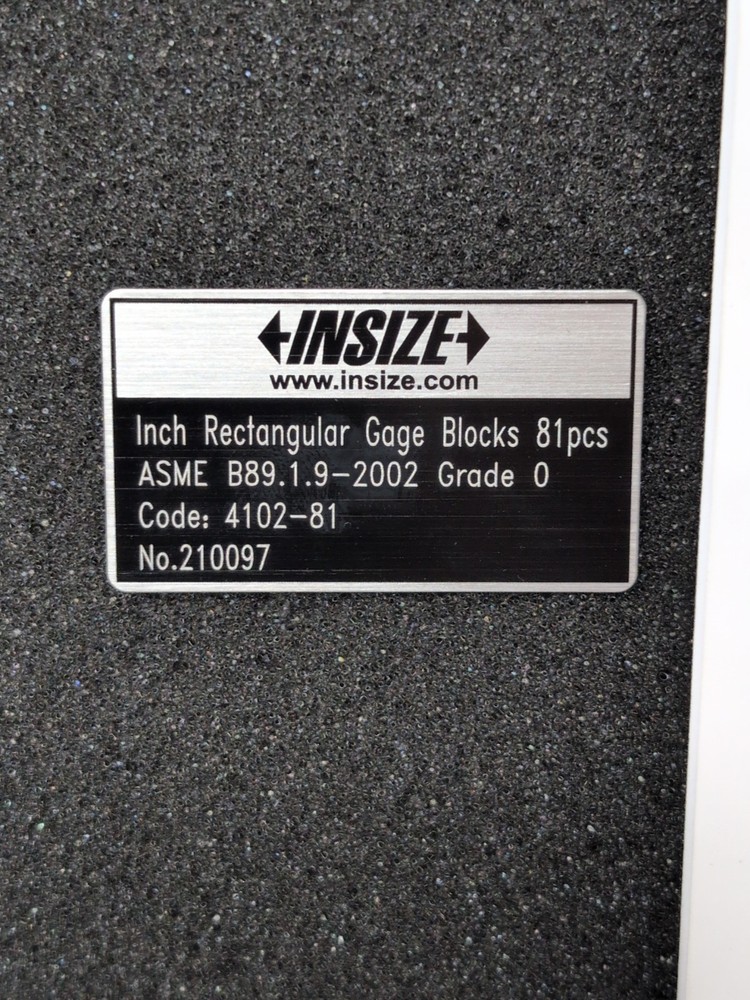 INSIZE
www.insize.com
Inch Rectangular Gage Blocks 81pcs
ASME B89.1.9-2002 Grade 0
Code: 4102-81
No.210097